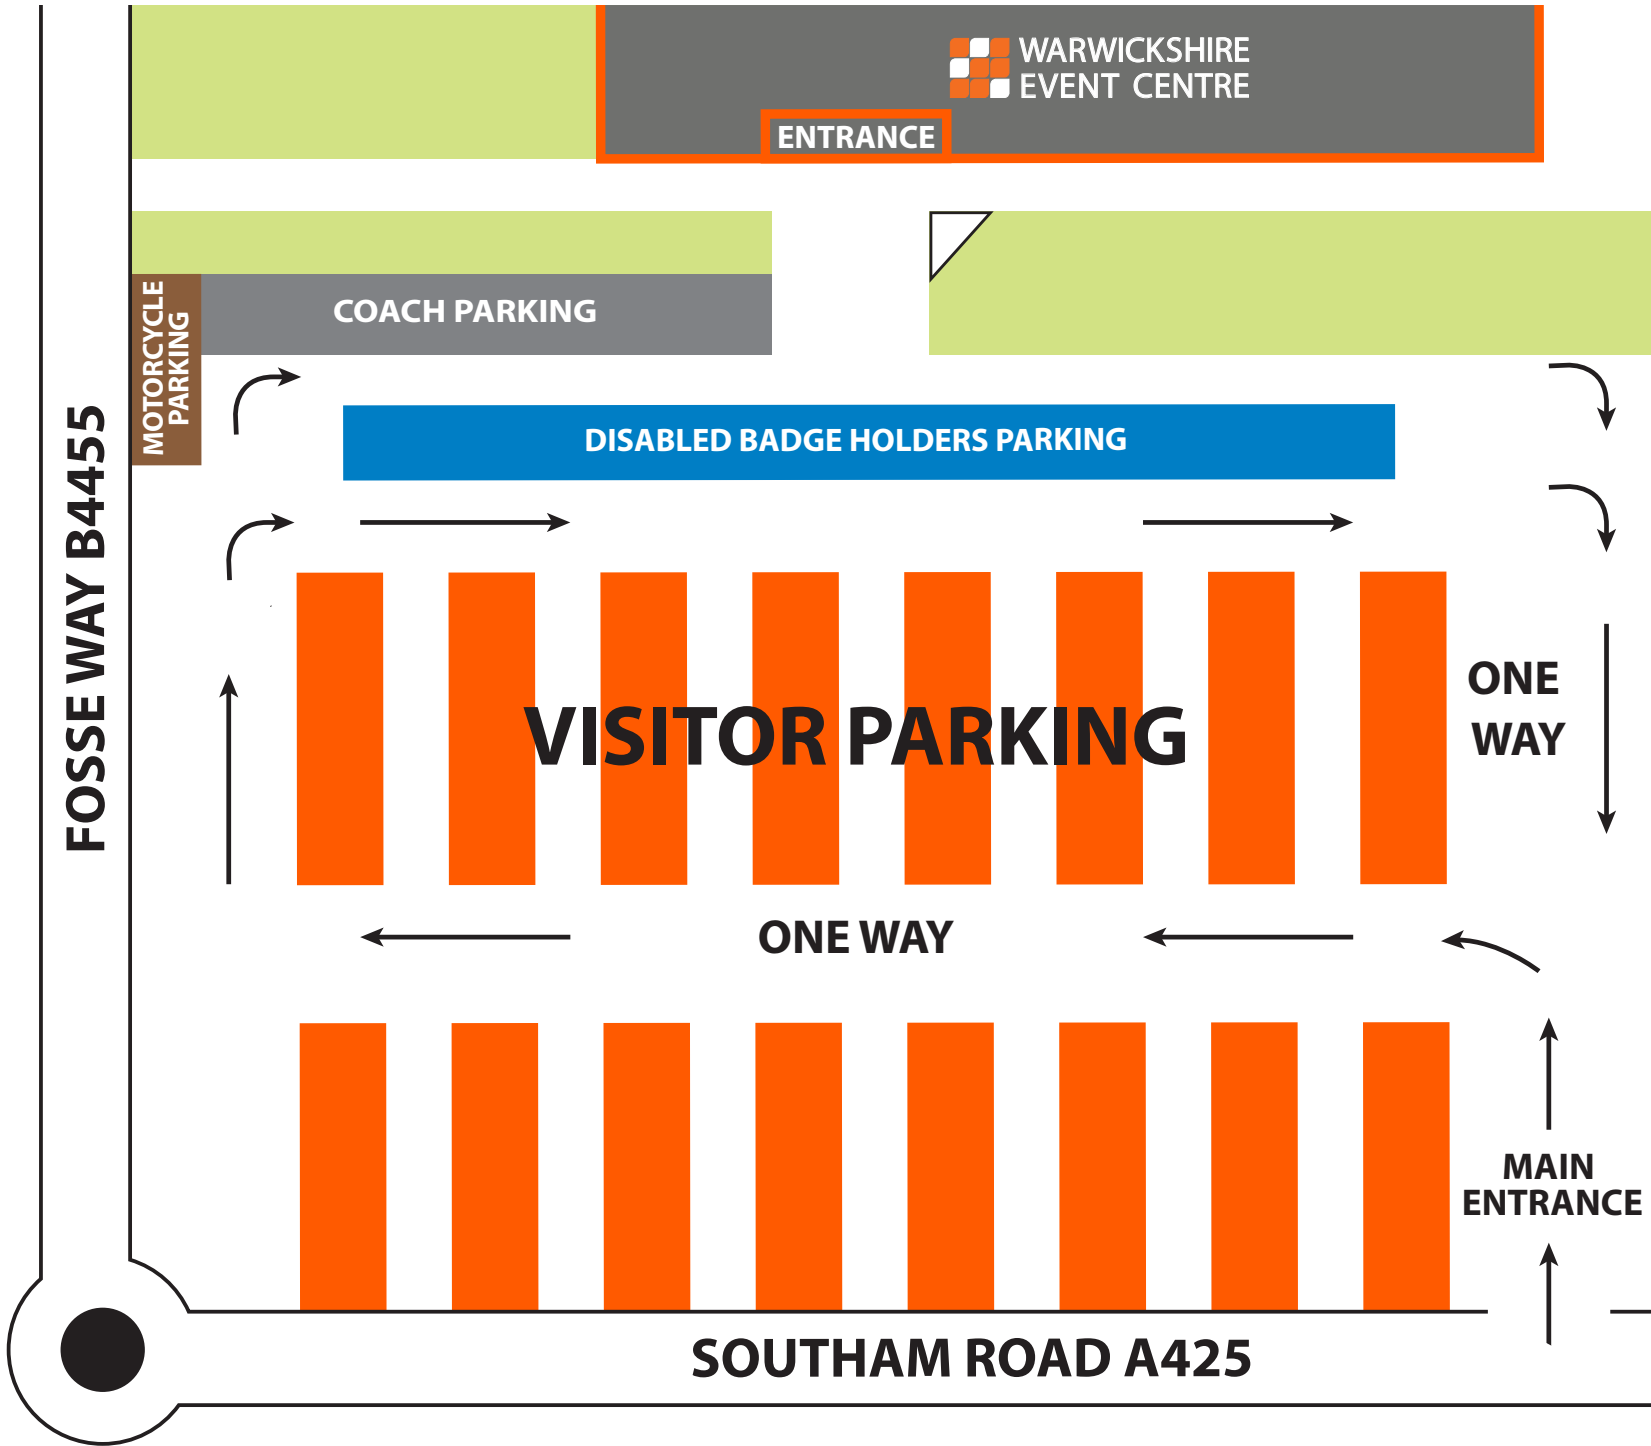 WARWICKSHIRE
EVENT CENTRE
ENTRANCE
COACH PARKING
MOTORCYCLE
PARKING
DISABLED BADGE HOLDERS PARKING
FOSSE WAY B4455
VISITOR PARKING
ONE
WAY
ONE WAY
MAIN
ENTRANCE
SOUTHAM ROAD A425